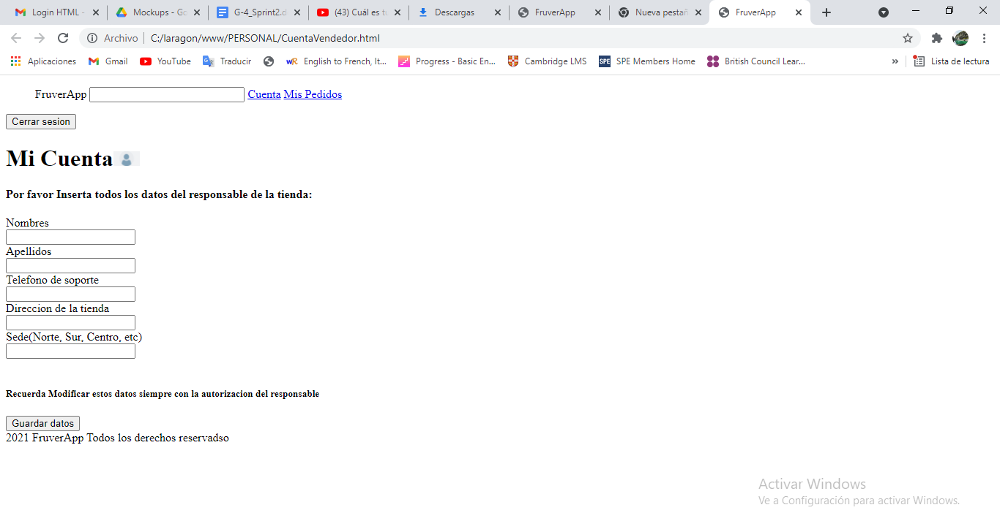 Login HTML -
Mockups - Go
G-4_Sprint2.d
(43) Cuál es tu
Descargas
FruverApp
Nueva pestañ
FruverApp
Archivo
C:/laragon/www/PERSONAL/CuentaVendedor.html
Aplicaciones
Gmail
YouTube
Traducir
wR English to French, It...
Progress - Basic En...
Cambridge LMS
SPE SPE Members Home
British Council Lear...
»
Lista de lectura
FruverApp Cuenta Mis Pedidos
Cerrar sesion
Mi Cuenta
Por favor Inserta todos los datos del responsable de la tienda:
Nombres
Apellidos
Telefono de soporte
Direccion de la tienda
Sede(Norte, Sur, Centro, etc)
Recuerda Modificar estos datos siempre con la autorizacion del responsable
Guardar datos
2021 FruverApp Todos los derechos reservadso
Activar Windows
Ve a Configuración para activar Windows.